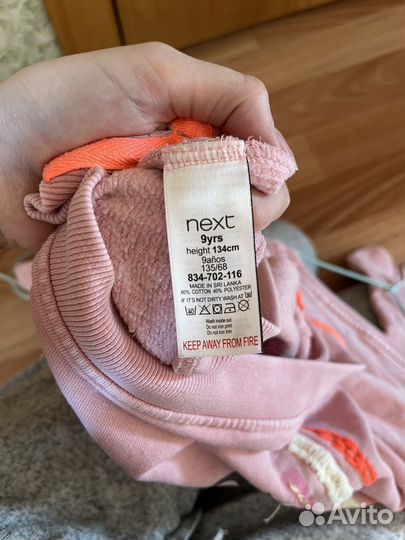 next
9yrs
height 134cm
9años
135/68
834-702-116
MADE IN SRI LANKA
60% COTTON 40% POLYESTER
IF IT'S NOT DIRTY WASH AT 30
40
Wash inside out
Do not iron print
Do not iron trim
KEEP AWAY FROM FIRE
Avito